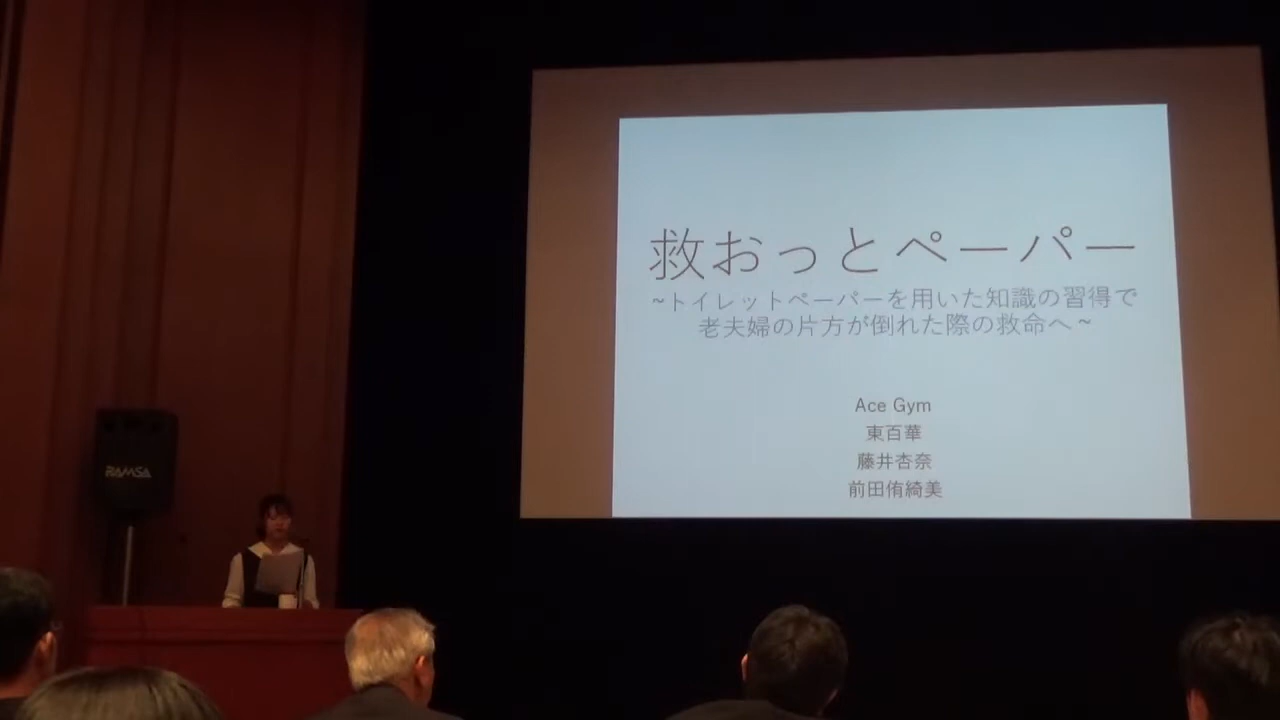 救おっとペーパー
~トイレットペーパーを用いた知識の習得で
老夫婦の片方が倒れた際の救命へ~
Ace Gym
東百華
藤井杏奈
前田侑綺美
RAMSA